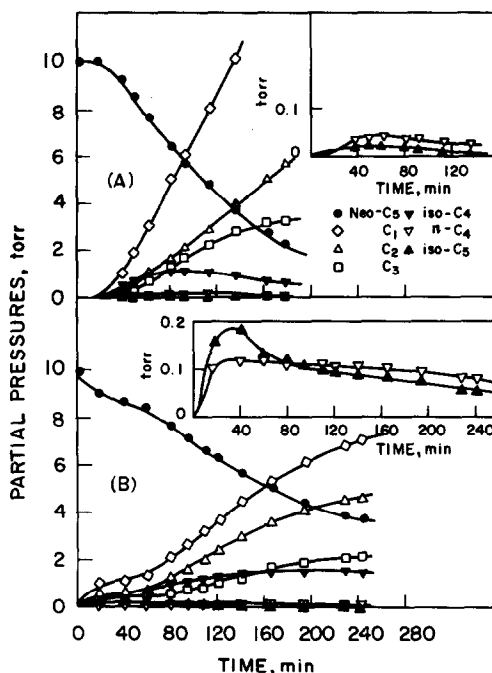 10
8
6
4
2
0
(A)
torr
0.1
0
0 40 80 120
TIME, min
Neo-C5 iso-C4
C1 n-C4
C2 iso-C5
C3
PARTIAL PRESSURES, torr
10
8
6
4
2
0
(B)
torr
0.2
0.1
0
0 40 80 120 160 200 240
TIME, min
0 40 80 120 160 200 240 280
TIME, min